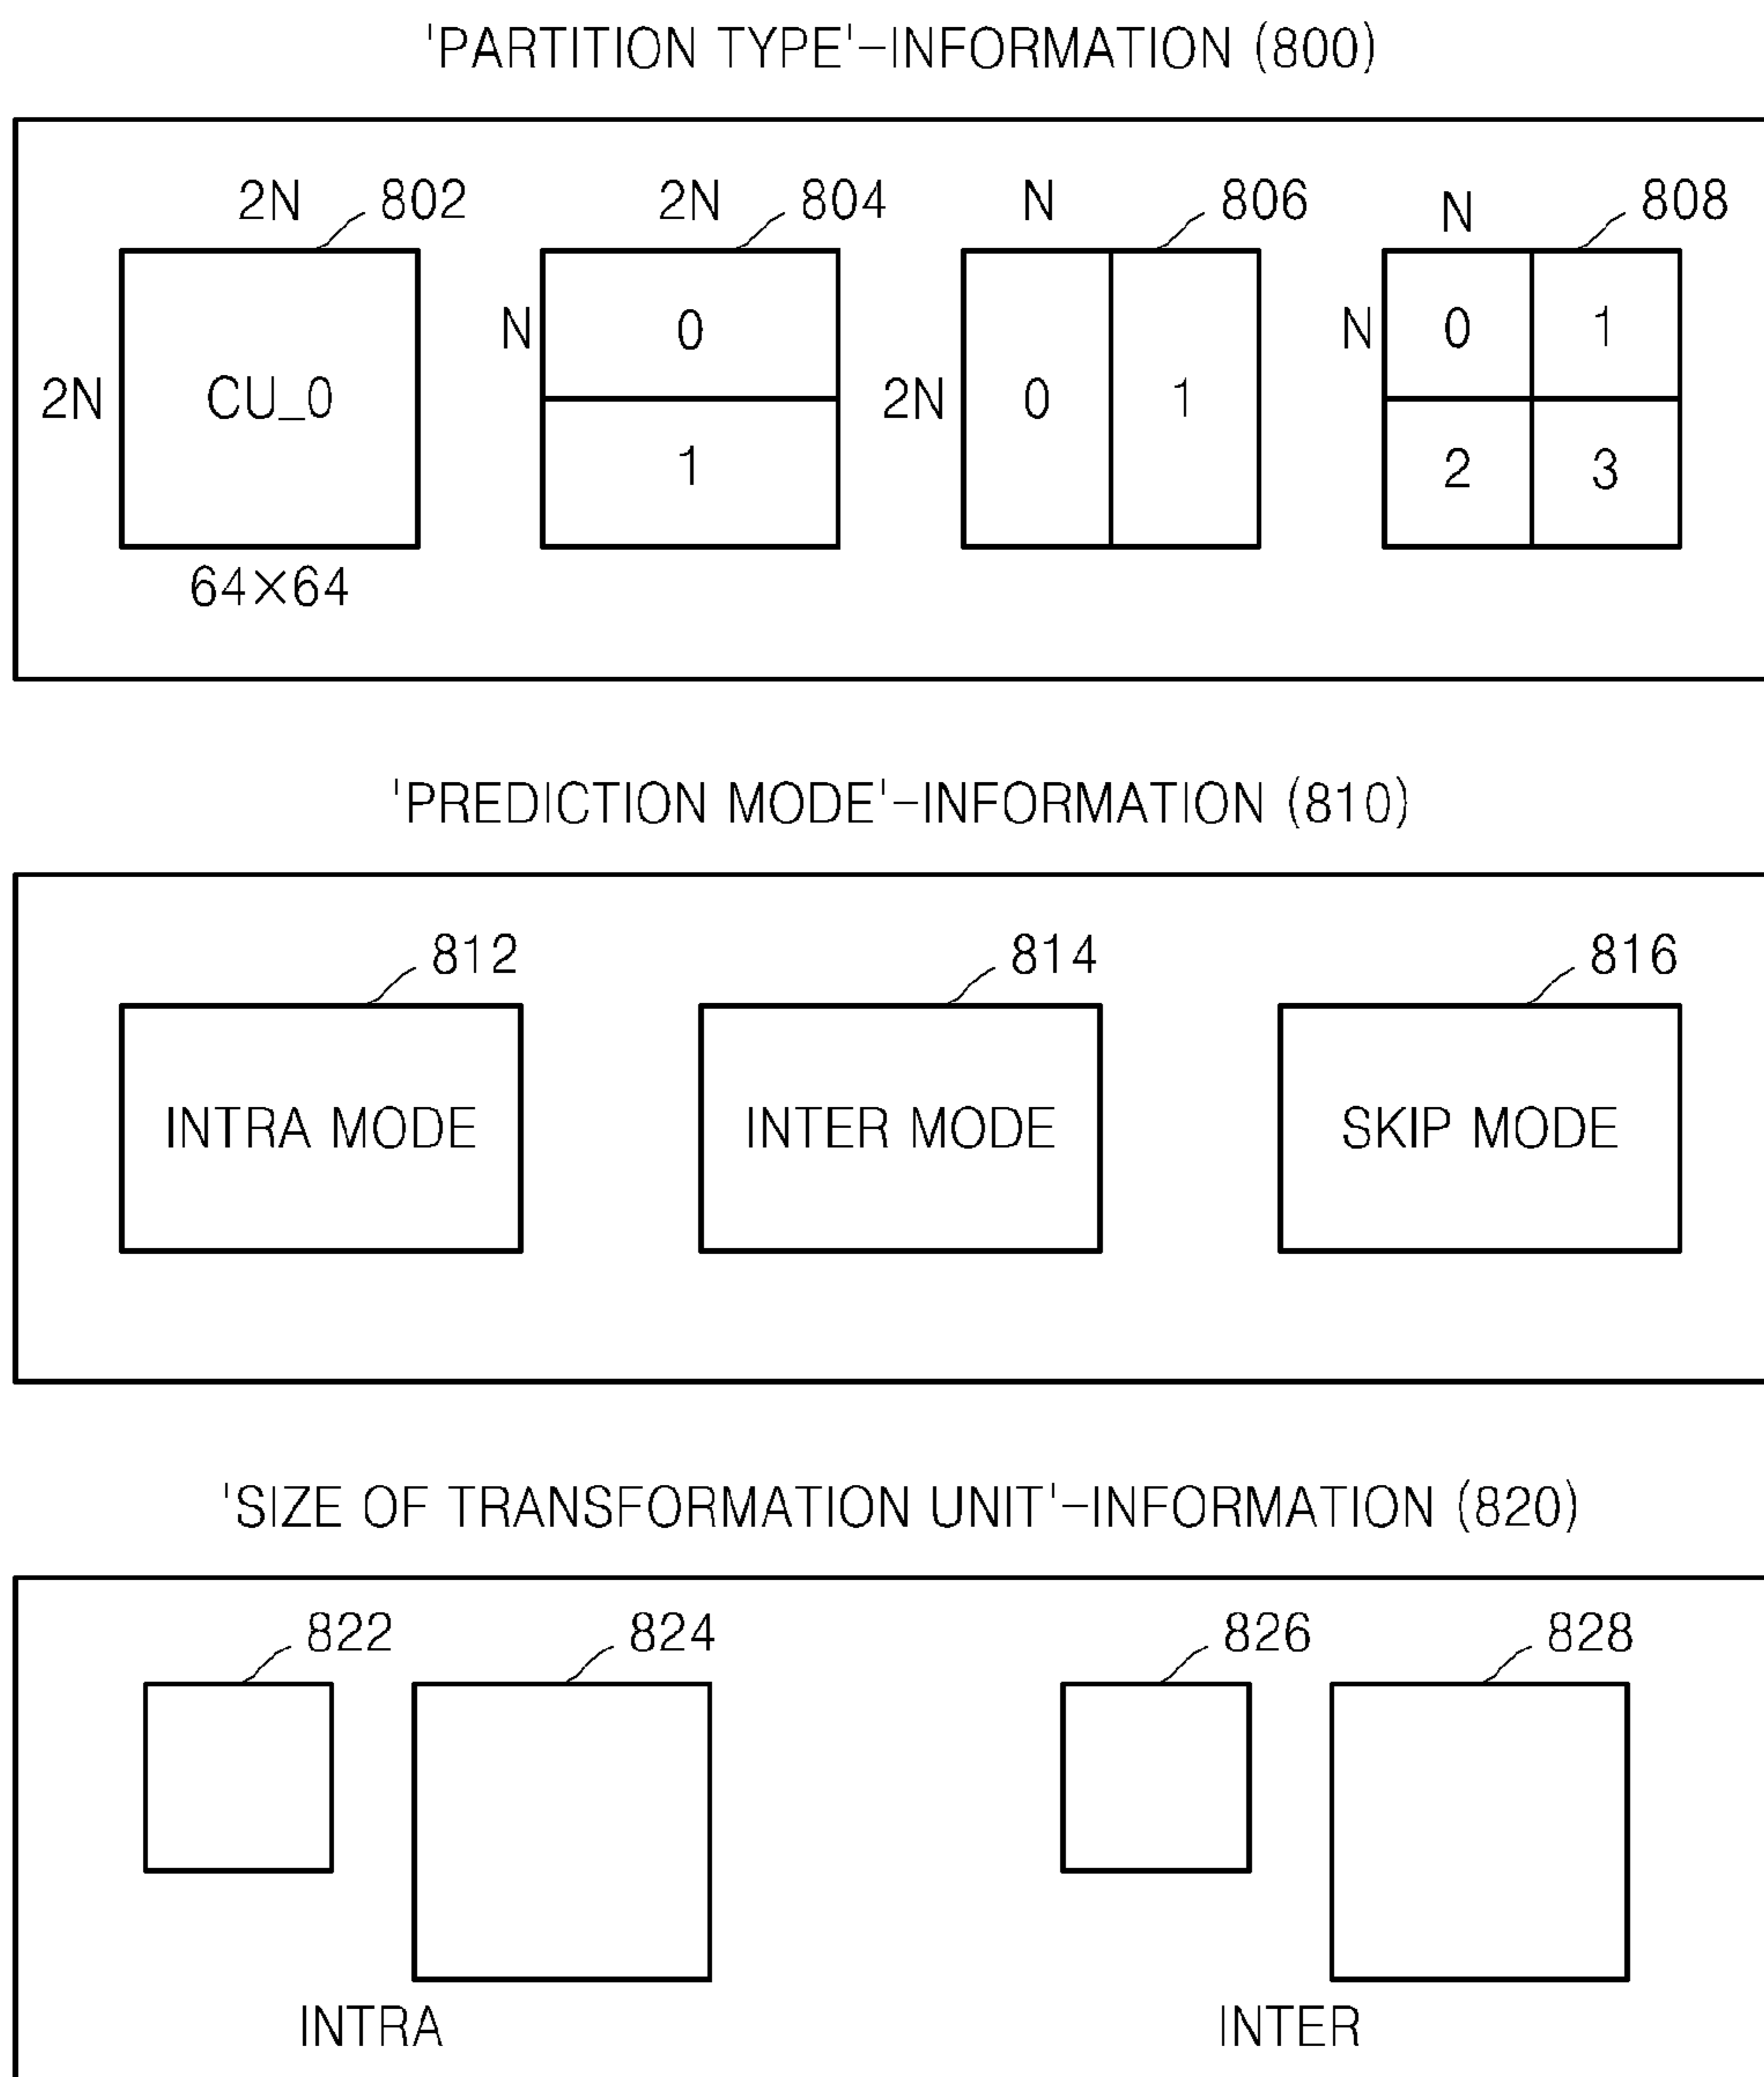 'PARTITION TYPE'-INFORMATION (800)
2N 802 2N 804 N 806 N 808
N 0 N 0 1
2N CU_0 2N 0 1
1 2 3
64×64
'PREDICTION MODE'-INFORMATION (810)
812 814 816
INTRA MODE INTER MODE SKIP MODE
'SIZE OF TRANSFORMATION UNIT'-INFORMATION (820)
822 824 826 828
INTRA INTER